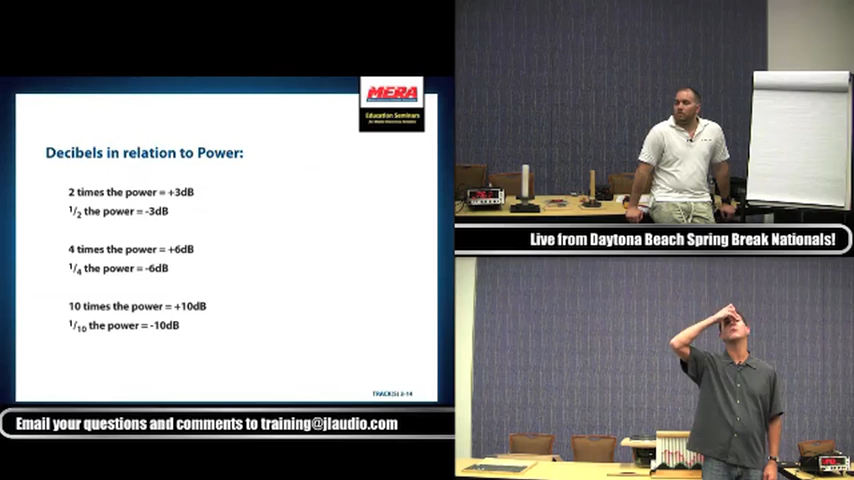 MERA
Education Seminars
Decibels in relation to Power:
2 times the power = +3dB
1/2 the power = -3dB
4 times the power = +6dB
1/4 the power = -6dB
10 times the power = +10dB
1/10 the power = -10dB
TRACK(S) 2-14
Live from Daytona Beach Spring Break Nationals!
Email your questions and comments to training@jlaudio.com